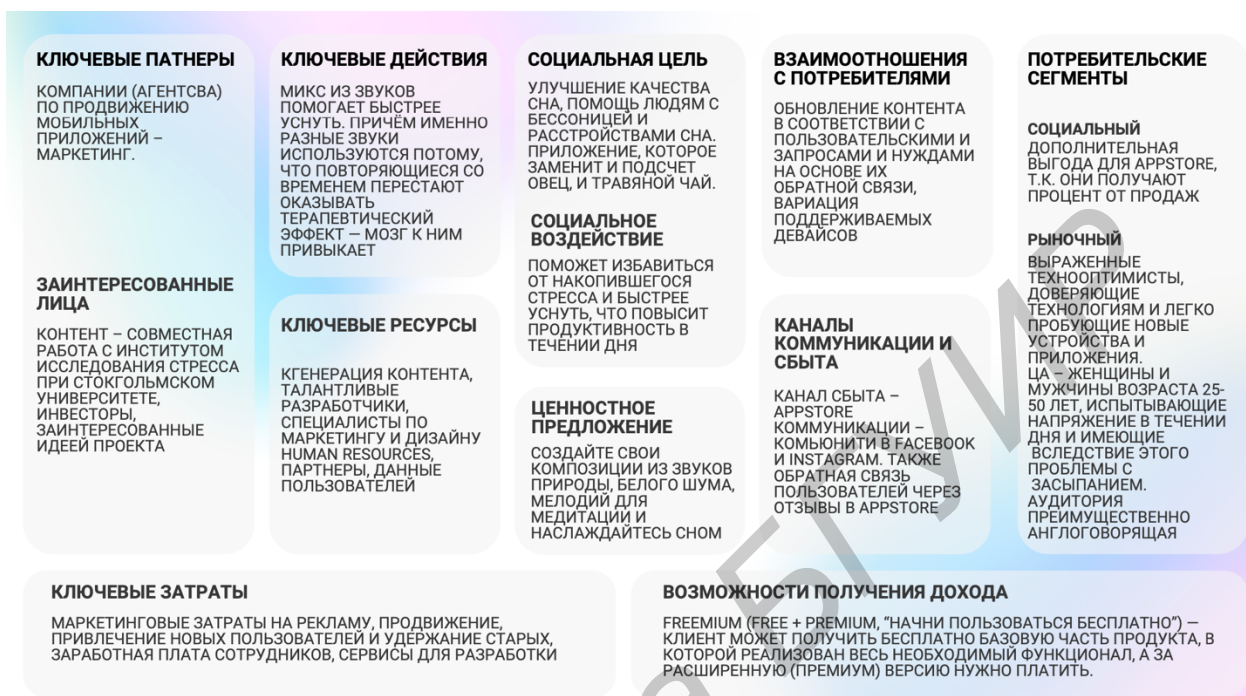 КЛЮЧЕВЫЕ ПАТНЕРЫ
КОМПАНИИ (АГЕНТСВА)
ПО ПРОДВИЖЕНИЮ
МОБИЛЬНЫХ
ПРИЛОЖЕНИЙ –
МАРКЕТИНГ.
ЗАИНТЕРЕСОВАННЫЕ
ЛИЦА
КОНТЕНТ – СОВМЕСТНАЯ
РАБОТА С ИНСТИТУТОМ
ИССЛЕДОВАНИЯ СТРЕССА
ПРИ СТОКГОЛЬМСКОМ
УНИВЕРСИТЕТЕ,
ИНВЕСТОРЫ,
ЗАИНТЕРЕСОВАННЫЕ
ИДЕЕЙ ПРОЕКТА
КЛЮЧЕВЫЕ ДЕЙСТВИЯ
МИКС ИЗ ЗВУКОВ
ПОМОГАЕТ БЫСТРЕЕ
УСНУТЬ. ПРИЧЁМ ИМЕННО
РАЗНЫЕ ЗВУКИ
ИСПОЛЬЗУЮТСЯ ПОТОМУ,
ЧТО ПОВТОРЯЮЩИЕСЯ СО
ВРЕМЕНЕМ ПЕРЕСТАЮТ
ОКАЗЫВАТЬ
ТЕРАПЕВТИЧЕСКИЙ
ЭФФЕКТ — МОЗГ К НИМ
ПРИВЫКАЕТ
КЛЮЧЕВЫЕ РЕСУРСЫ
КГЕНЕРАЦИЯ КОНТЕНТА,
ТАЛАНТЛИВЫЕ
РАЗРАБОТЧИКИ,
СПЕЦИАЛИСТЫ ПО
МАРКЕТИНГУ И ДИЗАЙНУ
HUMAN RESOURCES,
ПАРТНЕРЫ, ДАННЫЕ
ПОЛЬЗОВАТЕЛЕЙ
СОЦИАЛЬНАЯ ЦЕЛЬ
УЛУЧШЕНИЕ КАЧЕСТВА
СНА, ПОМОЩЬ ЛЮДЯМ С
БЕССОНИЦЕЙ И
РАССТРОЙСТВАМИ СНА.
ПРИЛОЖЕНИЕ, КОТОРОЕ
ЗАМЕНИТ И ПОДСЧЕТ
ОВЕЦ, И ТРАВЯНОЙ ЧАЙ.
СОЦИАЛЬНОЕ
ВОЗДЕЙСТВИЕ
ПОМОЖЕТ ИЗБАВИТЬСЯ
ОТ НАКОПИВШЕГОСЯ
СТРЕССА И БЫСТРЕЕ
УСНУТЬ, ЧТО ПОВЫСИТ
ПРОДУКТИВНОСТЬ В
ТЕЧЕНИИ ДНЯ
ЦЕННОСТНОЕ
ПРЕДЛОЖЕНИЕ
СОЗДАЙТЕ СВОИ
КОМПОЗИЦИИ ИЗ ЗВУКОВ
ПРИРОДЫ, БЕЛОГО ШУМА,
МЕЛОДИЙ ДЛЯ
МЕДИТАЦИИ И
НАСЛАЖДАЙТЕСЬ СНОМ
ВЗАИМООТНОШЕНИЯ
С ПОТРЕБИТЕЛЯМИ
ОБНОВЛЕНИЕ КОНТЕНТА
В СООТВЕТСТВИИ С
ПОЛЬЗОВАТЕЛЬСКИМИ И
ЗАПРОСАМИ И НУЖДАМИ
НА ОСНОВЕ ИХ
ОБРАТНОЙ СВЯЗИ,
ВАРИАЦИЯ
ПОДДЕРЖИВАЕМЫХ
ДЕВАЙСОВ
КАНАЛЫ
КОММУНИКАЦИИ И
СБЫТА
КАНАЛ СБЫТА –
APPSTORE
КОММУНИКАЦИИ –
КОМЬЮНИТИ В FACEBOOK
И INSTAGRAM. ТАКЖЕ
ОБРАТНАЯ СВЯЗЬ
ПОЛЬЗОВАТЕЛЕЙ ЧЕРЕЗ
ОТЗЫВЫ В APPSTORE
ПОТРЕБИТЕЛЬСКИЕ
СЕГМЕНТЫ
СОЦИАЛЬНЫЙ
ДОПОЛНИТЕЛЬНАЯ
ВЫГОДА ДЛЯ APPSTORE,
Т.К. ОНИ ПОЛУЧАЮТ
ПРОЦЕНТ ОТ ПРОДАЖ
РЫНОЧНЫЙ
ВЫРАЖЕННЫЕ
ТЕХНООПТИМИСТЫ,
ДОВЕРЯЮЩИЕ
ТЕХНОЛОГИЯМ И ЛЕГКО
ПРОБУЮЩИЕ НОВЫЕ
УСТРОЙСТВА И
ПРИЛОЖЕНИЯ.
ЦА – ЖЕНЩИНЫ И
МУЖЧИНЫ ВОЗРАСТА 25-
50 ЛЕТ, ИСПЫТЫВАЮЩИЕ
НАПРЯЖЕНИЕ В ТЕЧЕНИИ
ДНЯ И ИМЕЮЩИЕ
ВСЛЕДСТВИЕ ЭТОГО
ПРОБЛЕМЫ С
ЗАСЫПАНИЕМ.
АУДИТОРИЯ
ПРЕИМУЩЕСТВЕННО
АНГЛОГОВОРЯЩАЯ
КЛЮЧЕВЫЕ ЗАТРАТЫ
МАРКЕТИНГОВЫЕ ЗАТРАТЫ НА РЕКЛАМУ, ПРОДВИЖЕНИЕ,
ПРИВЛЕЧЕНИЕ НОВЫХ ПОЛЬЗОВАТЕЛЕЙ И УДЕРЖАНИЕ СТАРЫХ,
ЗАРАБОТНАЯ ПЛАТА СОТРУДНИКОВ, СЕРВИСЫ ДЛЯ РАЗРАБОТКИ
ВОЗМОЖНОСТИ ПОЛУЧЕНИЯ ДОХОДА
FREEMIUM (FREE + PREMIUM, “НАЧНИ ПОЛЬЗОВАТЬСЯ БЕСПЛАТНО”) —
КЛИЕНТ МОЖЕТ ПОЛУЧИТЬ БЕСПЛАТНО БАЗОВУЮ ЧАСТЬ ПРОДУКТА, В
КОТОРОЙ РЕАЛИЗОВАН ВЕСЬ НЕОБХОДИМЫЙ ФУНКЦИОНАЛ, А ЗА
РАСШИРЕННУЮ (ПРЕМИУМ) ВЕРСИЮ НУЖНО ПЛАТИТЬ.
БГУИР